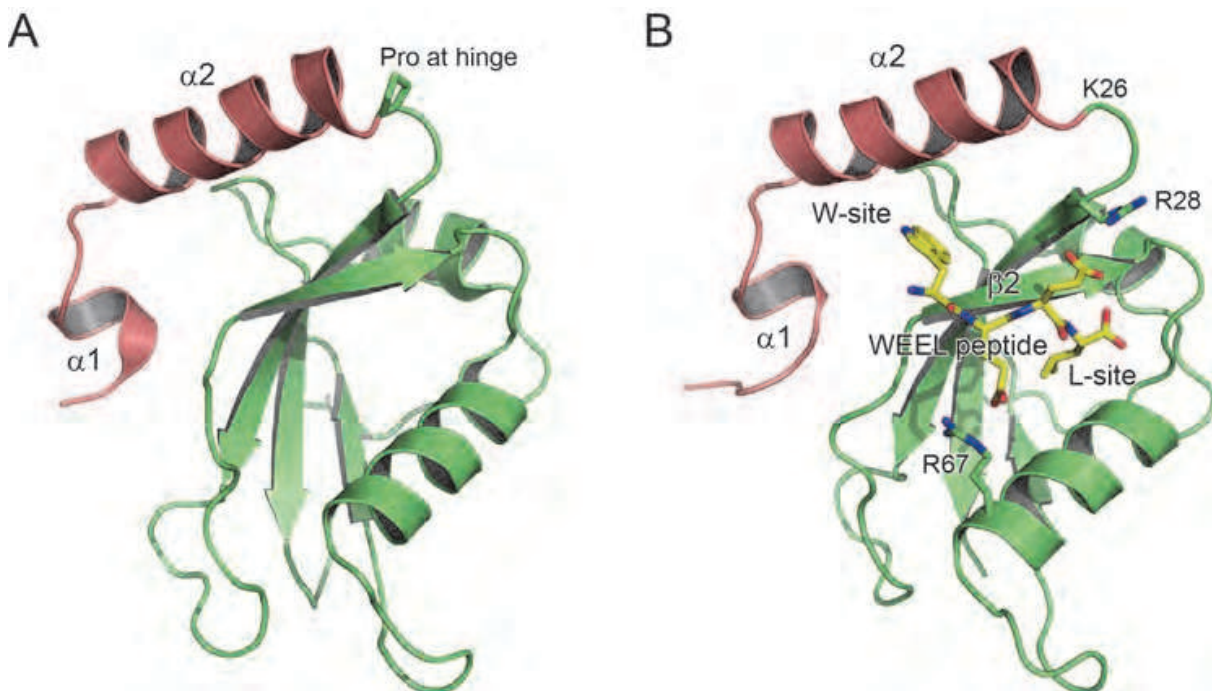 A
α2
Pro at hinge
α1
B
α2
K26
R28
W-site
β2
WEEL peptide
α1
L-site
R67